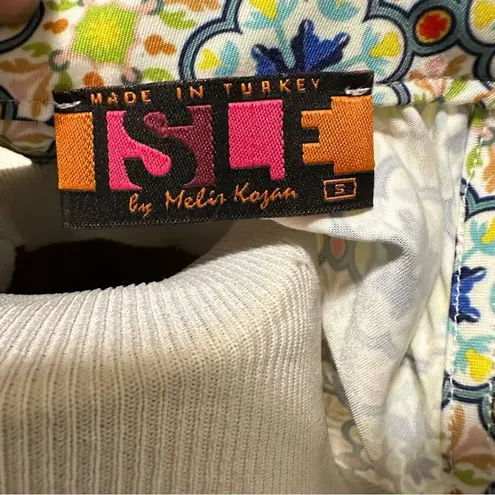 MADE IN TURKEY
ISLE
by Melis Kozan
S